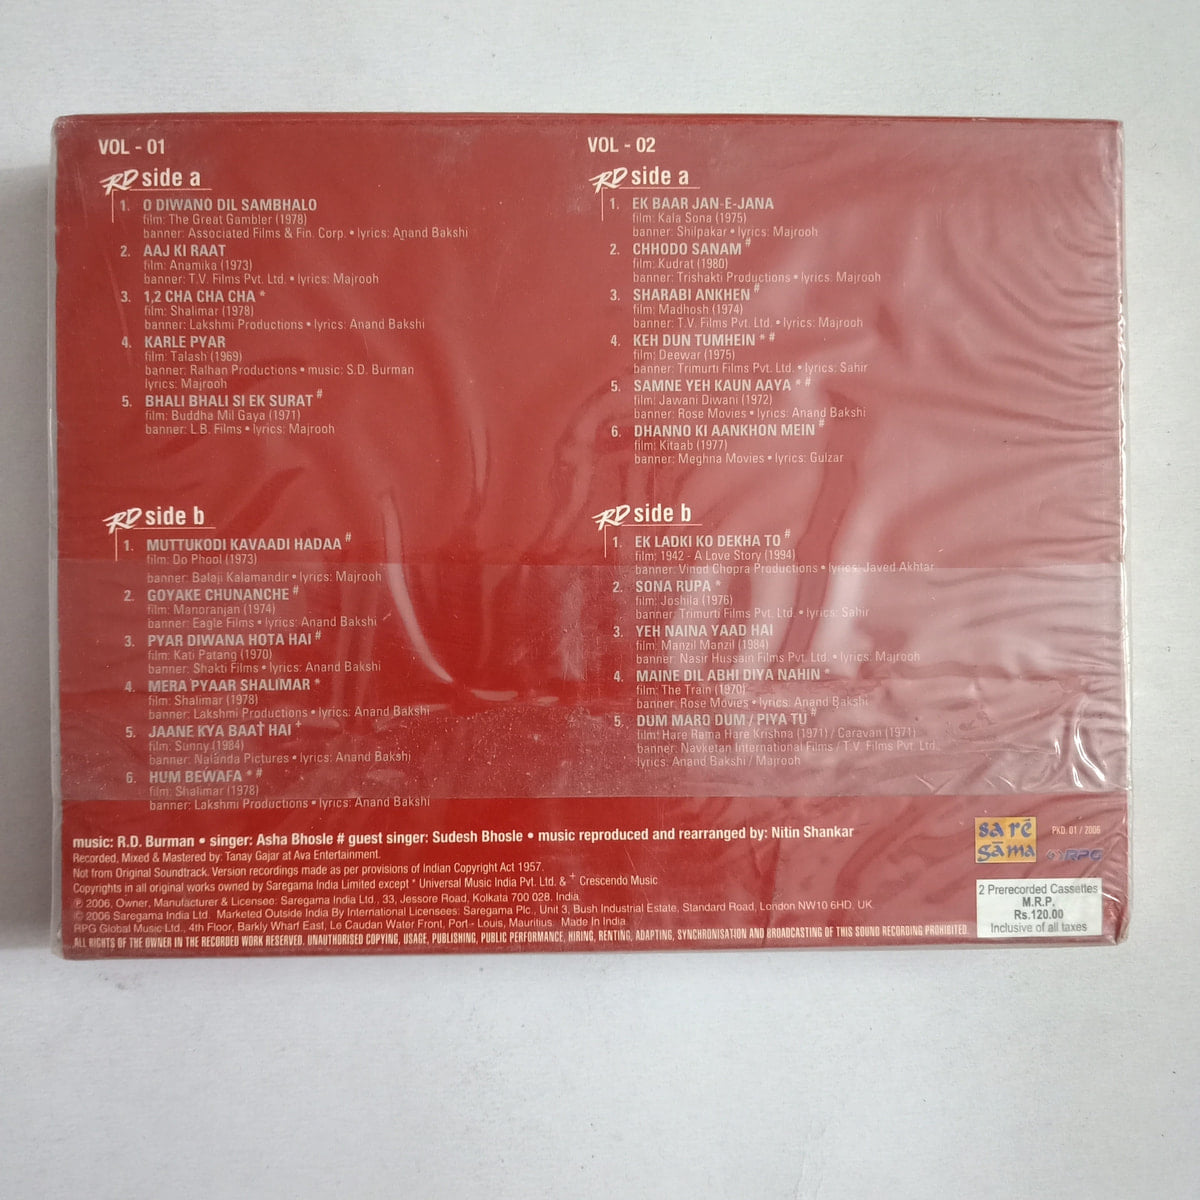 VOL - 01
RD side a
1. O DIWANO DIL SAMBHALO
film: The Great Gambler (1978)
banner: Associated Films & Fin. Corp. • lyrics: Anand Bakshi
2. AAJ KI RAAT
film: Anamika (1973)
banner: T.V. Films Pvt. Ltd. • lyrics: Majrooh
3. 1,2 CHA CHA CHA *
film: Shalimar (1978)
banner: Lakshmi Productions • lyrics: Anand Bakshi
4. KARLE PYAR
film: Talash (1969)
banner: Ralhan Productions • music: S.D. Burman
lyrics: Majrooh
5. BHALI BHALI SI EK SURAT #
film: Buddha Mil Gaya (1971)
banner: L.B. Films • lyrics: Majrooh
RD side b
1. MUTTUKODI KAVAADI HADAA #
film: Do Phool (1973)
banner: Balaji Kalamandir • lyrics: Majrooh
2. GOYAKE CHUNANCHE #
film: Manoranjan (1974)
banner: Eagle Films • lyrics: Anand Bakshi
3. PYAR DIWANA HOTA HAI #
film: Kati Patang (1970)
banner: Shakti Films • lyrics: Anand Bakshi
4. MERA PYAAR SHALIMAR *
film: Shalimar (1978)
banner: Lakshmi Productions • lyrics: Anand Bakshi
5. JAANE KYA BAAT HAI +
film: Sunny (1984)
banner: Nalanda Pictures • lyrics: Anand Bakshi
6. HUM BEWAFA * #
film: Shalimar (1978)
banner: Lakshmi Productions • lyrics: Anand Bakshi
VOL - 02
RD side a
1. EK BAAR JAN-E-JANA
film: Kala Sona (1975)
banner: Shilpakar • lyrics: Majrooh
2. CHHODO SANAM #
film: Kudrat (1980)
banner: Trishakti Productions • lyrics: Majrooh
3. SHARABI ANKHEN #
film: Madhosh (1974)
banner: T.V. Films Pvt. Ltd. • lyrics: Majrooh
4. KEH DUN TUMHEIN * #
film: Deewar (1975)
banner: Trimurti Films Pvt. Ltd. • lyrics: Sahir
5. SAMNE YEH KAUN AAYA * #
film: Jawani Diwani (1972)
banner: Rose Movies • lyrics: Anand Bakshi
6. DHANNO KI AANKHON MEIN #
film: Kitaab (1977)
banner: Meghna Movies • lyrics: Gulzar
RD side b
1. EK LADKI KO DEKHA TO #
film: 1942 - A Love Story (1994)
banner: Vinod Chopra Productions • lyrics: Javed Akhtar
2. SONA RUPA *
film: Joshila (1976)
banner: Trimurti Films Pvt. Ltd. • lyrics: Sahir
3. YEH NAINA YAAD HAI
film: Manzil Manzil (1984)
banner: Nasir Hussain Films Pvt. Ltd. • lyrics: Majrooh
4. MAINE DIL ABHI DIYA NAHIN *
film: The Train (1970)
banner: Rose Movies • lyrics: Anand Bakshi
5. DUM MARO DUM / PIYA TU #
film: Hare Rama Hare Krishna (1971) / Caravan (1971)
banner: Navketan International Films / T.V. Films Pvt. Ltd.
lyrics: Anand Bakshi / Majrooh
music: R.D. Burman • singer: Asha Bhosle # guest singer: Sudesh Bhosle • music reproduced and rearranged by: Nitin Shankar
Recorded, Mixed & Mastered by: Tanay Gajar at Ava Entertainment.
Not from Original Soundtrack. Version recordings made as per provisions of Indian Copyright Act 1957.
Copyrights in all original works owned by Saregama India Limited except * Universal Music India Pvt. Ltd. & + Crescendo Music
℗ 2006, Owner, Manufacturer & Licensee: Saregama India Ltd., 33, Jessore Road, Kolkata 700 028. India
© 2006 Saregama India Ltd. Marketed Outside India By International Licensees: Saregama Plc., Unit 3, Bush Industrial Estate, Standard Road, London NW10 6HD. UK.
RPG Global Music Ltd., 4th Floor, Barkly Wharf East, Le Caudan Water Front, Port - Louis, Mauritius. Made In India
ALL RIGHTS OF THE OWNER IN THE RECORDED WORK RESERVED. UNAUTHORISED COPYING, USAGE, PUBLISHING, PUBLIC PERFORMANCE, HIRING, RENTING, ADAPTING, SYNCHRONISATION AND BROADCASTING OF THIS SOUND RECORDING PROHIBITED.
sa rē
gāma
PKD. 01 / 2006
RPG
2 Prerecorded Cassettes
M.R.P.
Rs.120.00
Inclusive of all taxes